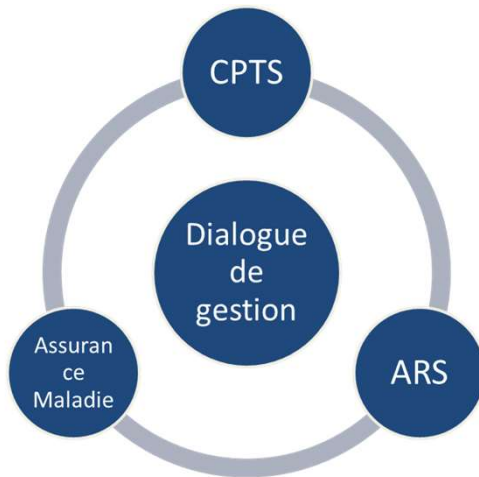 CPTS
Dialogue
de
gestion
Assuran
ce
Maladie
ARS